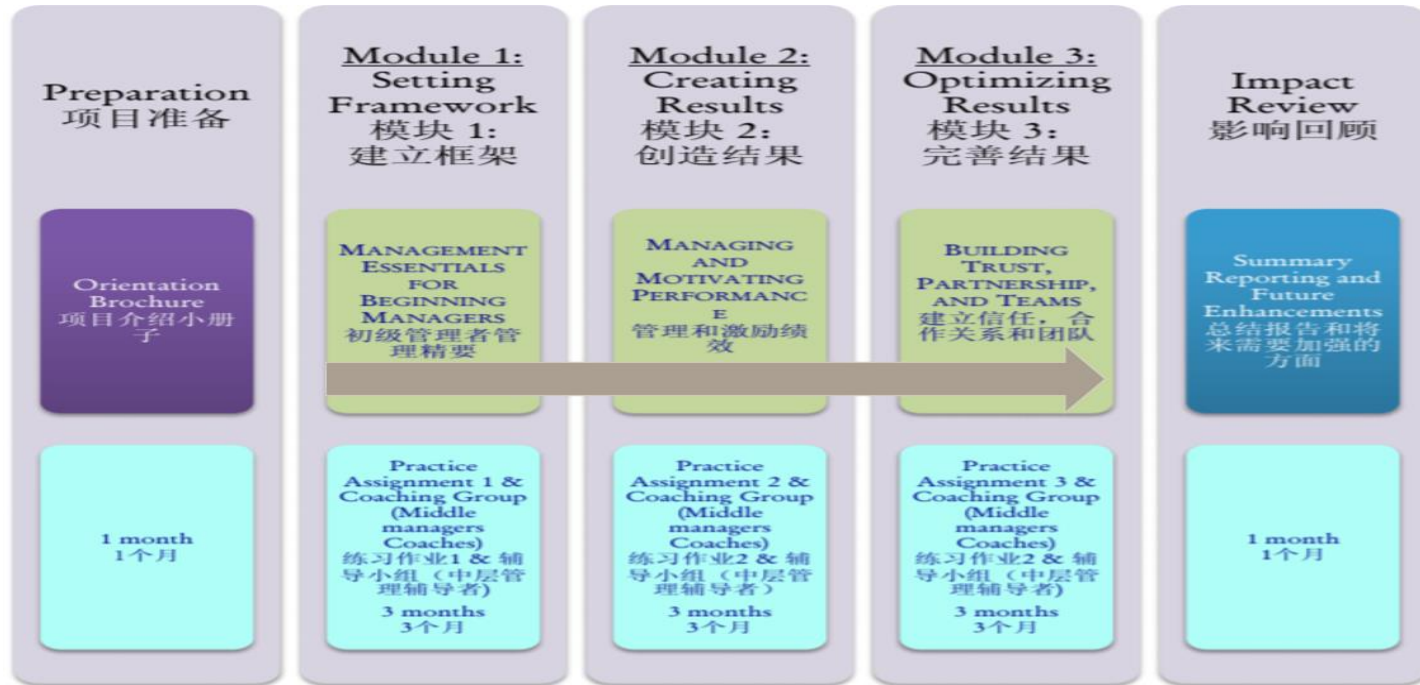 Preparation
项目准备
Module 1:
Setting
Framework
模块 1:
建立框架
Module 2:
Creating
Results
模块 2:
创造结果
Module 3:
Optimizing
Results
模块 3:
完善结果
Impact
Review
影响回顾
Orientation
Brochure
项目介绍小册
子
MANAGEMENT
ESSENTIALS
FOR
BEGINNING
MANAGERS
初级管理者管
理精要
MANAGING
AND
MOTIVATING
PERFORMANC
E
管理和激励绩
效
BUILDING
TRUST,
PARTNERSHIP,
AND TEAMS
建立信任，合
作关系和团队
Summary
Reporting and
Future
Enhancements
总结报告和将
来需要加强的
方面
1 month
1个月
Practice
Assignment 1 &
Coaching Group
(Middle
managers
Coaches)
练习作业1 & 辅
导小组（中层管
理辅导者)
3 months
3个月
Practice
Assignment 2 &
Coaching Group
(Middle
managers
Coaches)
练习作业2 & 辅
导小组（中层管
理辅导者）
3 months
3个月
Practice
Assignment 3 &
Coaching Group
(Middle
managers
Coaches)
练习作业2 & 辅
导小组（中层管
理辅导者)
3 months
3个月
1 month
1个月